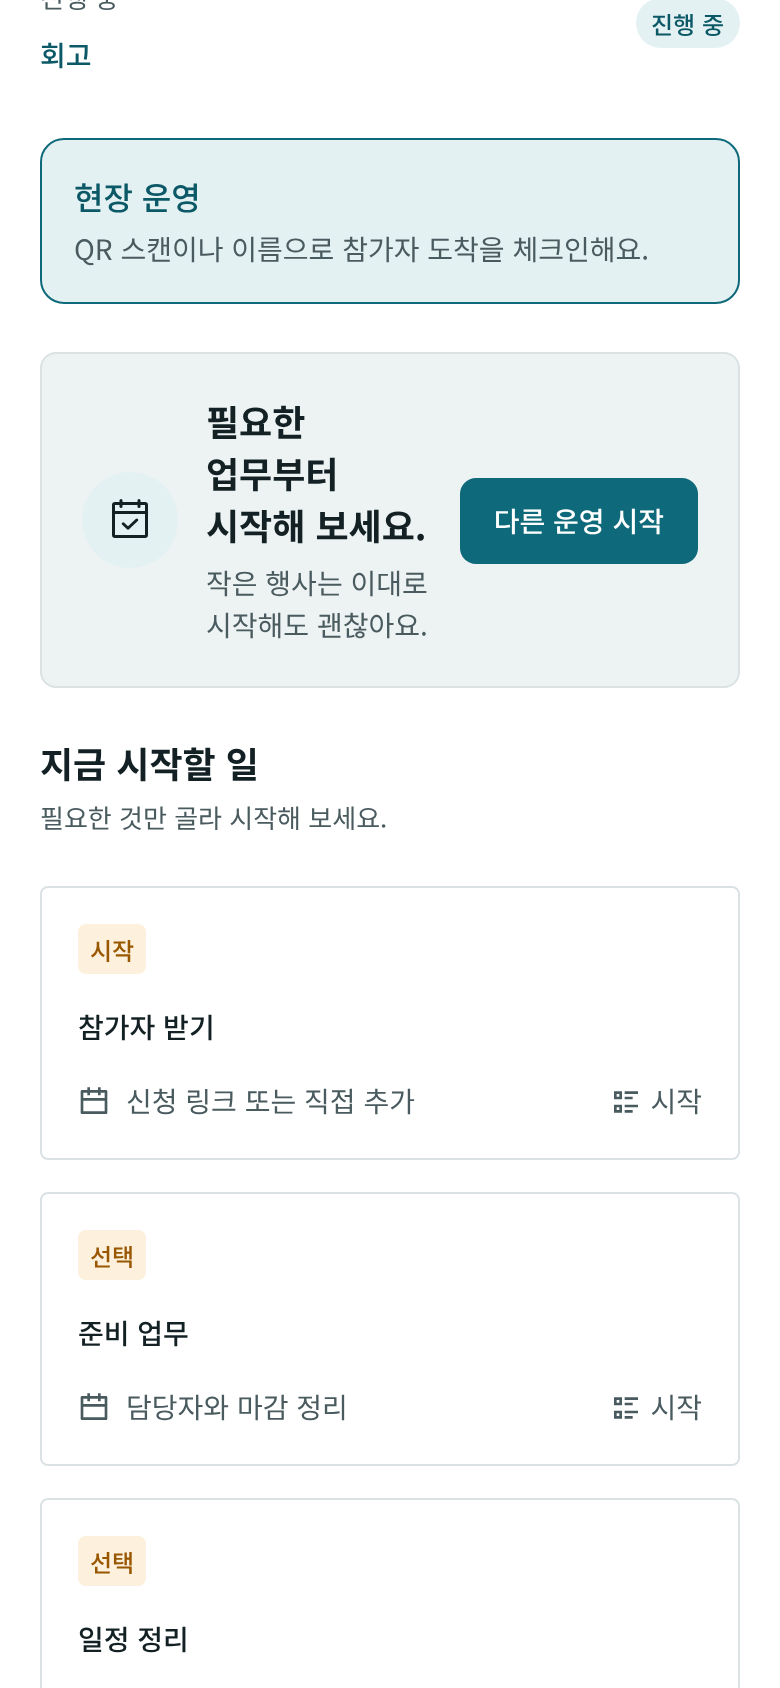 진행 중
진행 중
회고
현장 운영
QR 스캔이나 이름으로 참가자 도착을 체크인해요.
필요한
업무부터
시작해 보세요.
작은 행사는 이대로
시작해도 괜찮아요.
다른 운영 시작
지금 시작할 일
필요한 것만 골라 시작해 보세요.
시작
참가자 받기
신청 링크 또는 직접 추가
시작
선택
준비 업무
담당자와 마감 정리
시작
선택
일정 정리